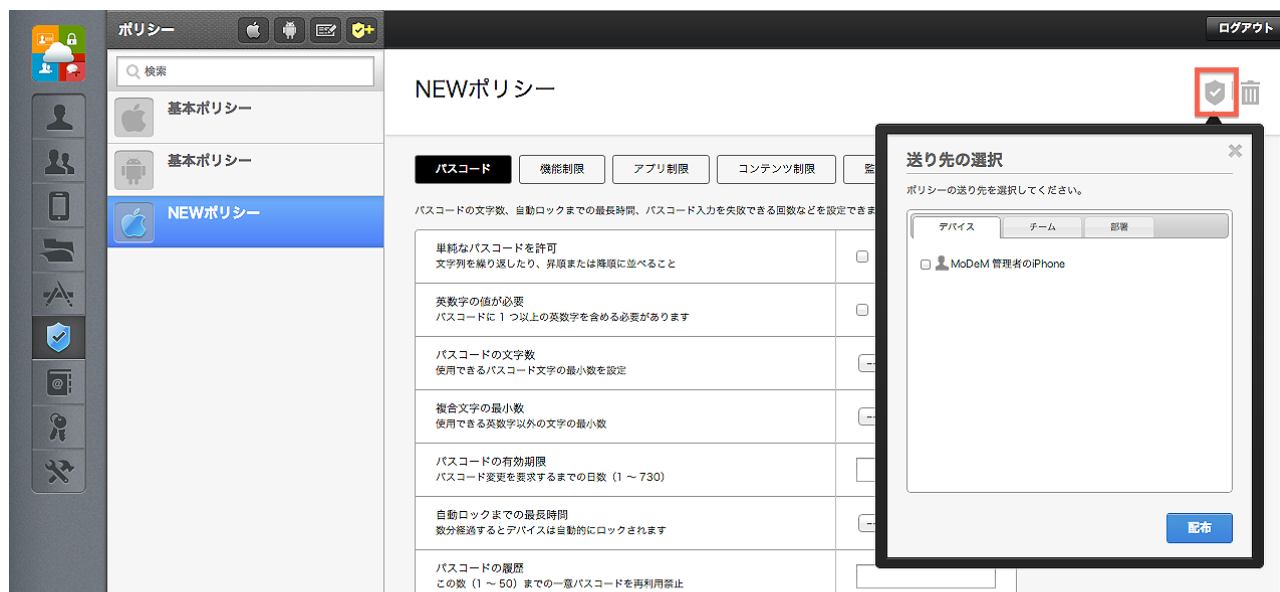 ポリシー
ログアウト
検索
基本ポリシー
基本ポリシー
NEWポリシー
NEWポリシー
パスコード
機能制限
アプリ制限
コンテンツ制限
監
パスコードの文字数、自動ロックまでの最長時間、パスコード入力を失敗できる回数などを設定できま
単純なパスコードを許可
文字列を繰り返したり、昇順または降順に並べること
英数字の値が必要
パスコードに 1 つ以上の英数字を含める必要があります
パスコードの文字数
使用できるパスコード文字の最小数を設定
--
複合文字の最小数
使用できる英数字以外の文字の最小数
--
パスコードの有効期限
パスコード変更を要求するまでの日数（1 〜 730）
自動ロックまでの最長時間
数分経過するとデバイスは自動的にロックされます
--
パスコードの履歴
この数（1 〜 50）までの一意パスコードを再利用禁止
送り先の選択
ポリシーの送り先を選択してください。
デバイス
チーム
部署
MoDeM 管理者のiPhone
配布